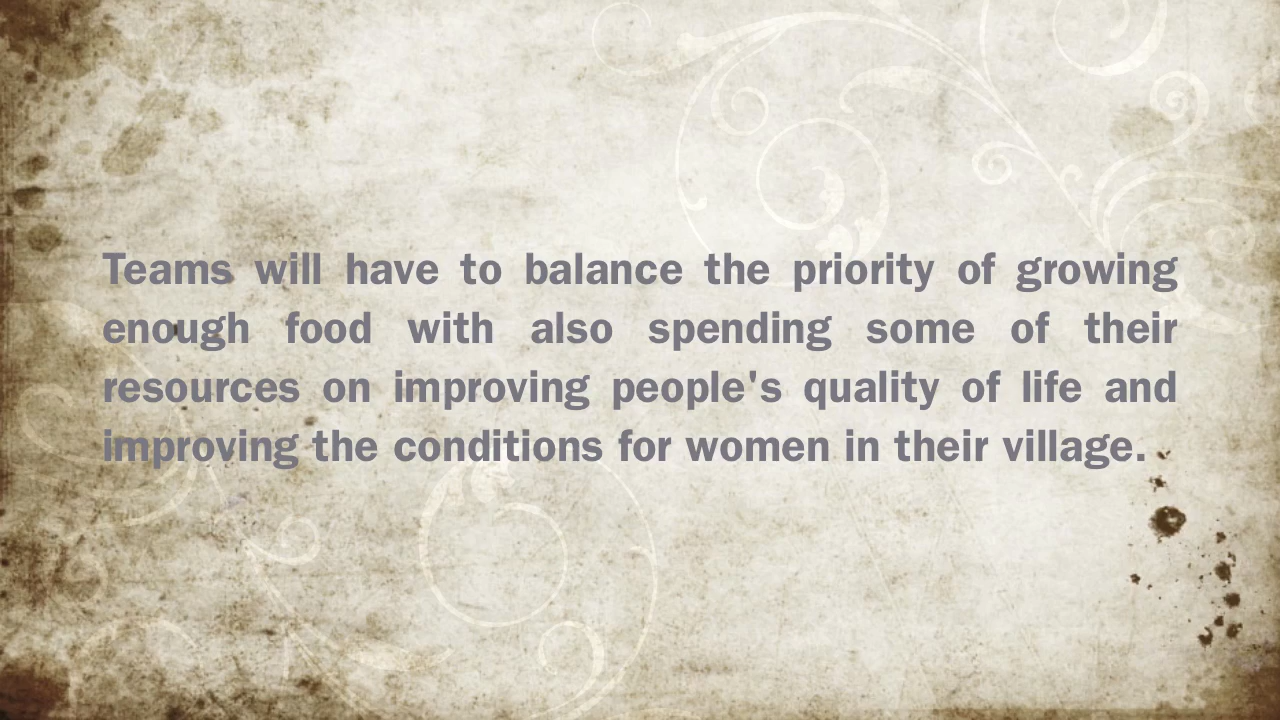 Teams will have to balance the priority of growing
enough food with also spending some of their
resources on improving people's quality of life and
improving the conditions for women in their village.